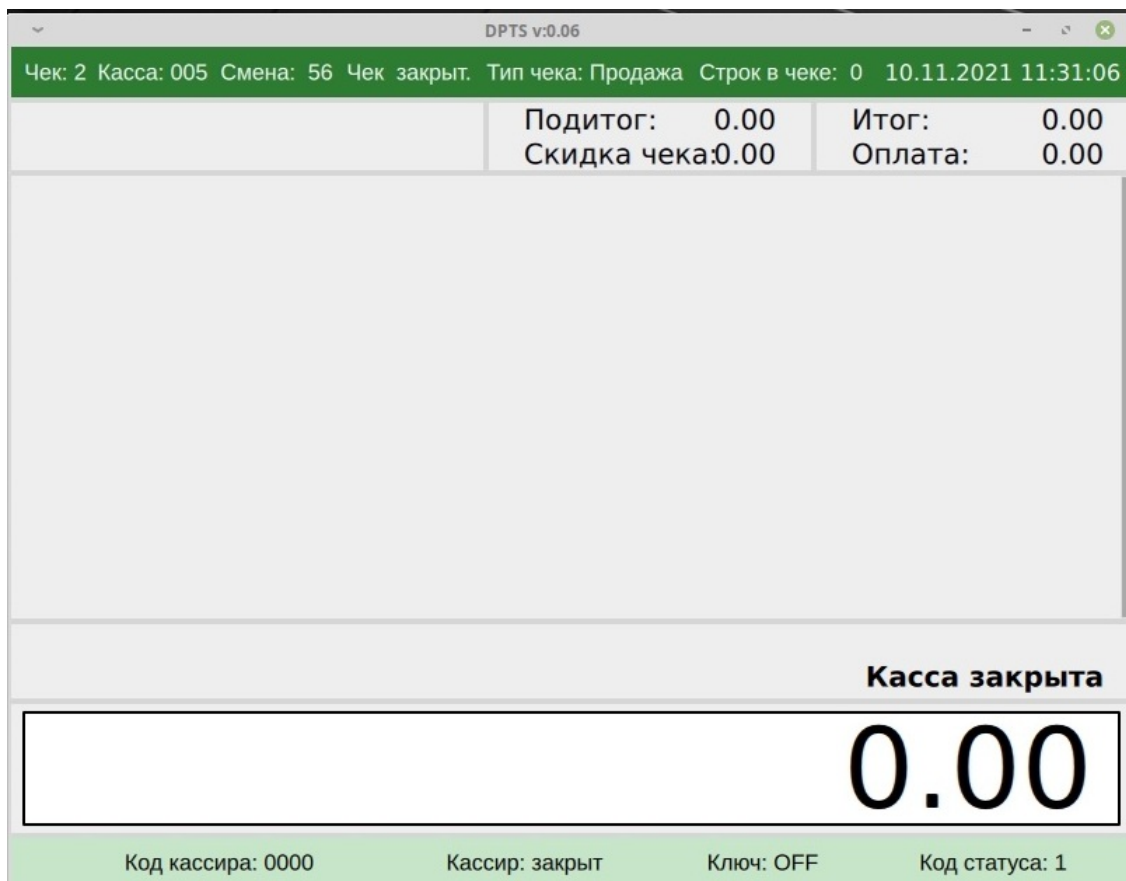 DPTS v:0.06
Чек: 2 Касса: 005 Смена: 56 Чек закрыт. Тип чека: Продажа Строк в чеке: 0 10.11.2021 11:31:06
Подитог: 0.00 Итог: 0.00
Скидка чека:0.00 Оплата: 0.00
Касса закрыта
0.00
Код кассира: 0000 Кассир: закрыт Ключ: OFF Код статуса: 1